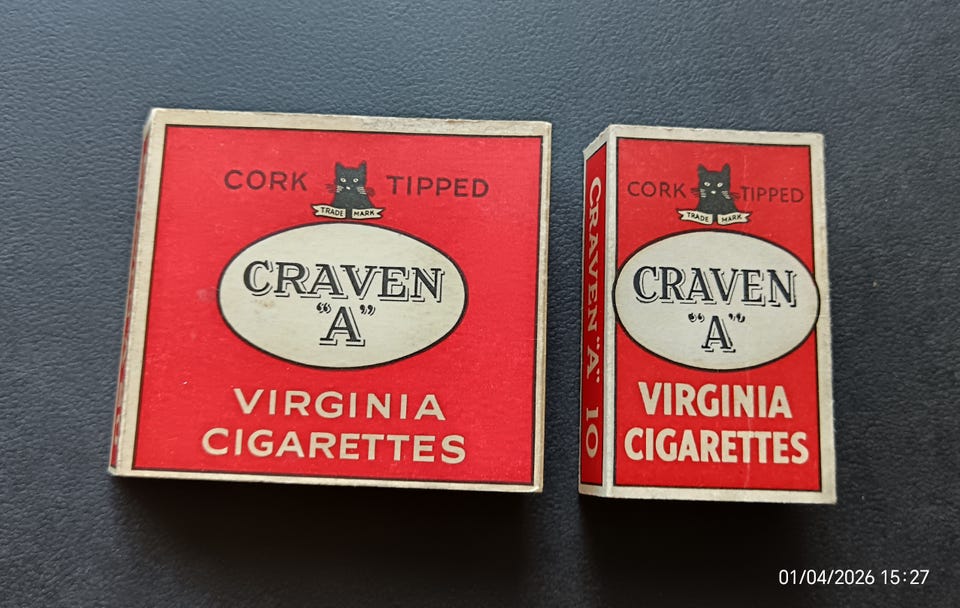 CORK TIPPED
TRADE MARK
CRAVEN
"A"
VIRGINIA
CIGARETTES
CRAVEN "A" 10
CORK TIPPED
TRADE MARK
CRAVEN
"A"
VIRGINIA
CIGARETTES
01/04/2026 15:27